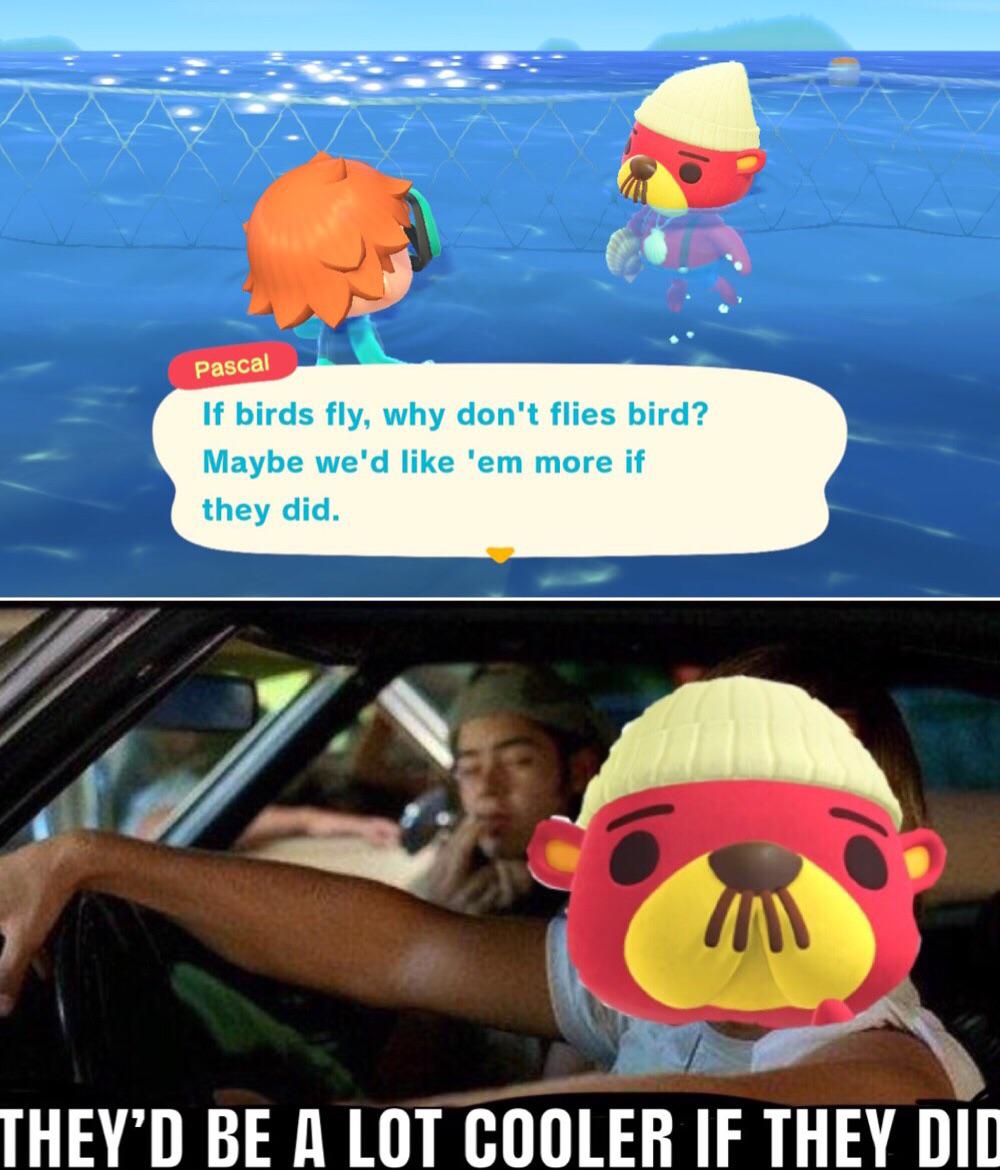 Pascal
If birds fly, why don't flies bird?
Maybe we'd like 'em more if
they did.
THEY'D BE A LOT COOLER IF THEY DID